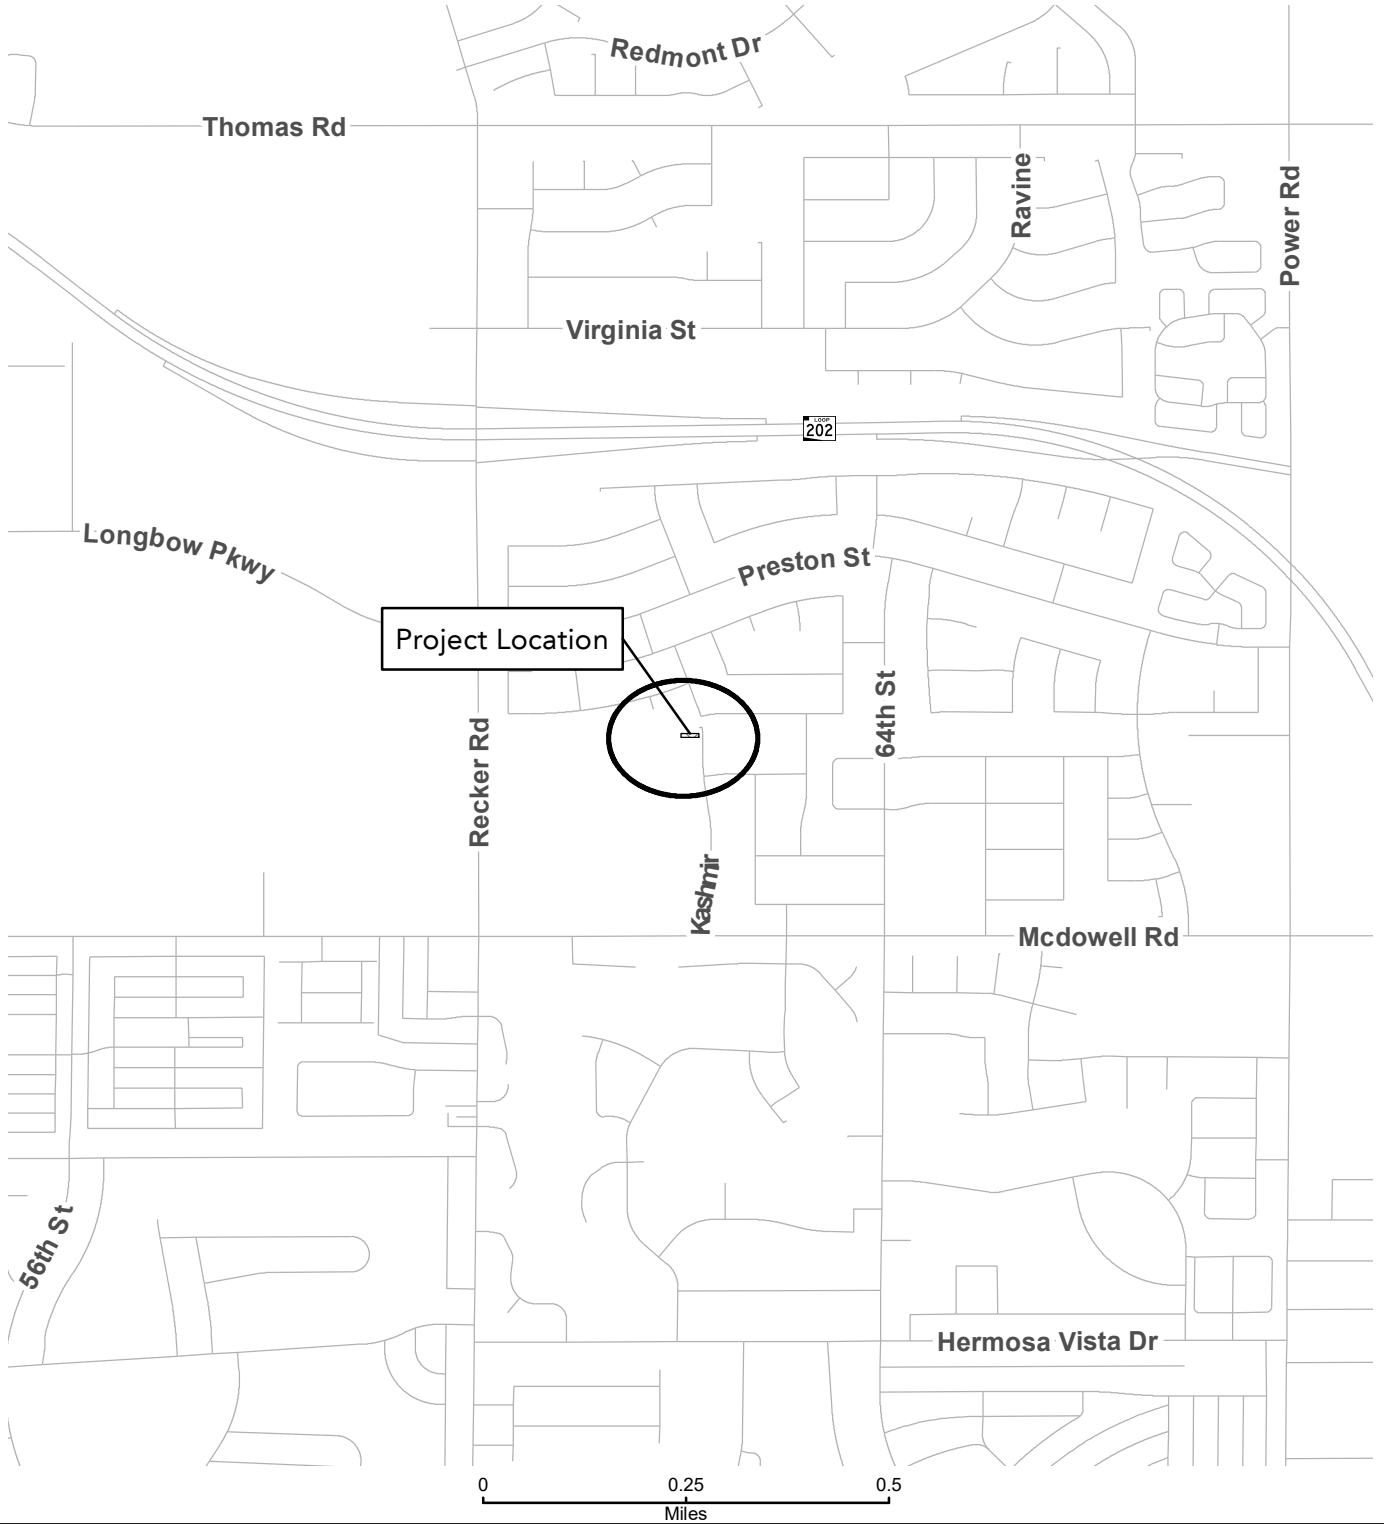 Redmont Dr
Thomas Rd
Ravine
Power Rd
Virginia St
LOOP
202
Longbow Pkwy
Preston St
Project Location
64th St
Recker Rd
Kashmir
Mcdowell Rd
56th St
Hermosa Vista Dr
0 0.25 0.5
Miles